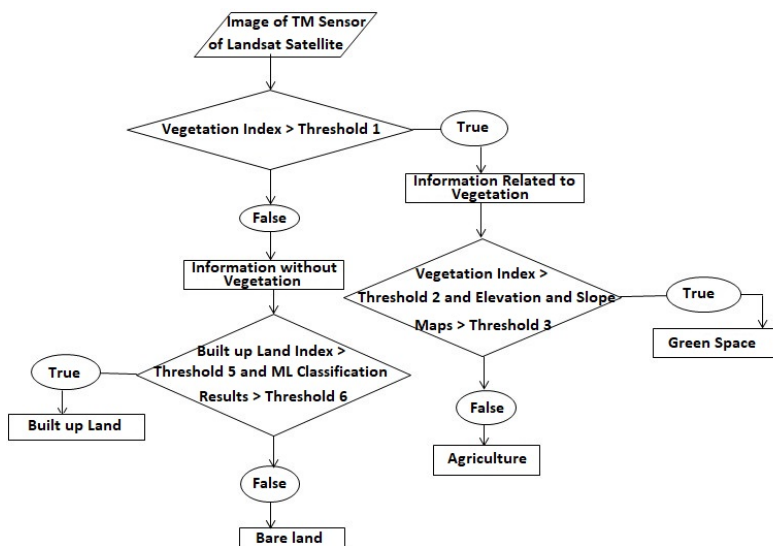 Image of TM Sensor
of Landsat Satellite
Vegetation Index > Threshold 1
True
Information Related to
Vegetation
False
Information without
Vegetation
Vegetation Index >
Threshold 2 and Elevation and Slope
Maps > Threshold 3
True
Green Space
Built up Land Index >
Threshold 5 and ML Classification
Results > Threshold 6
True
Built up Land
False
Agriculture
False
Bare land